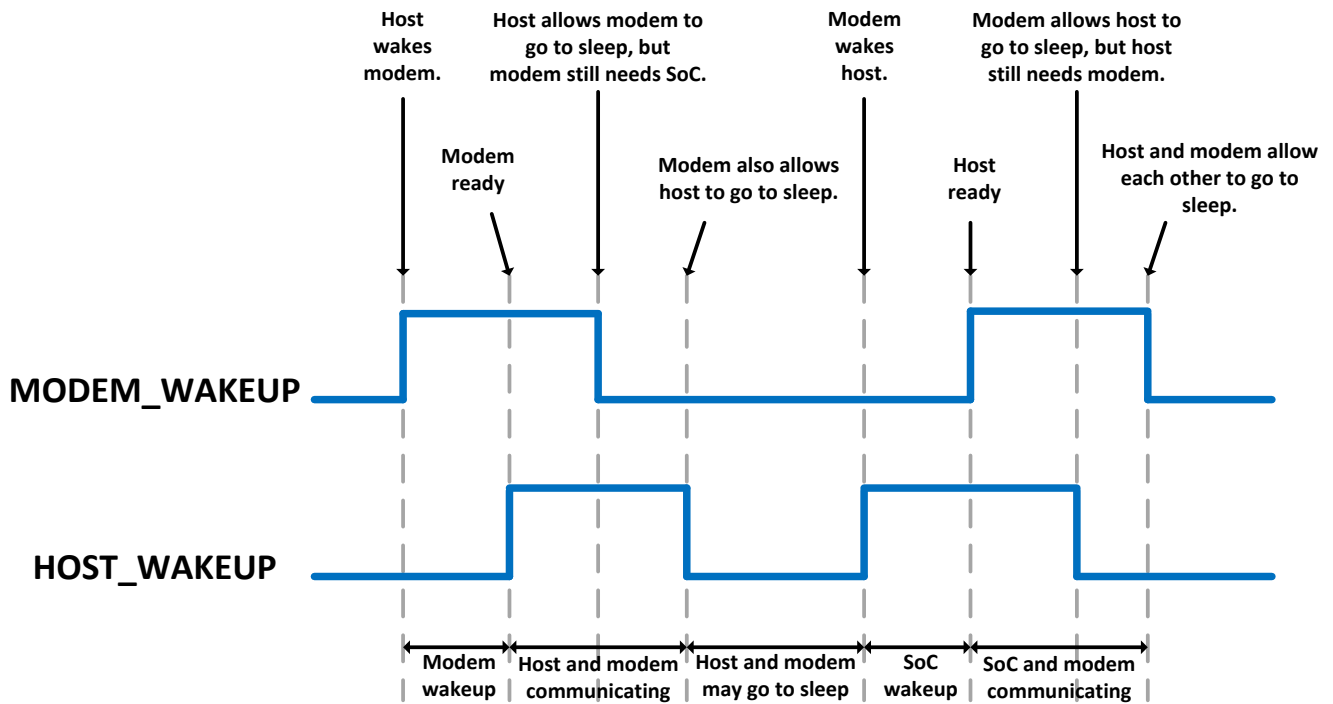 Host
wakes
modem.
Host allows modem to
go to sleep, but
modem still needs SoC.
Modem
wakes
host.
Modem allows host to
go to sleep, but host
still needs modem.
Modem
ready
Modem also allows
host to go to sleep.
Host
ready
Host and modem allow
each other to go to
sleep.
MODEM_WAKEUP
HOST_WAKEUP
Modem
wakeup
Host and modem
communicating
Host and modem
may go to sleep
SoC
wakeup
SoC and modem
communicating